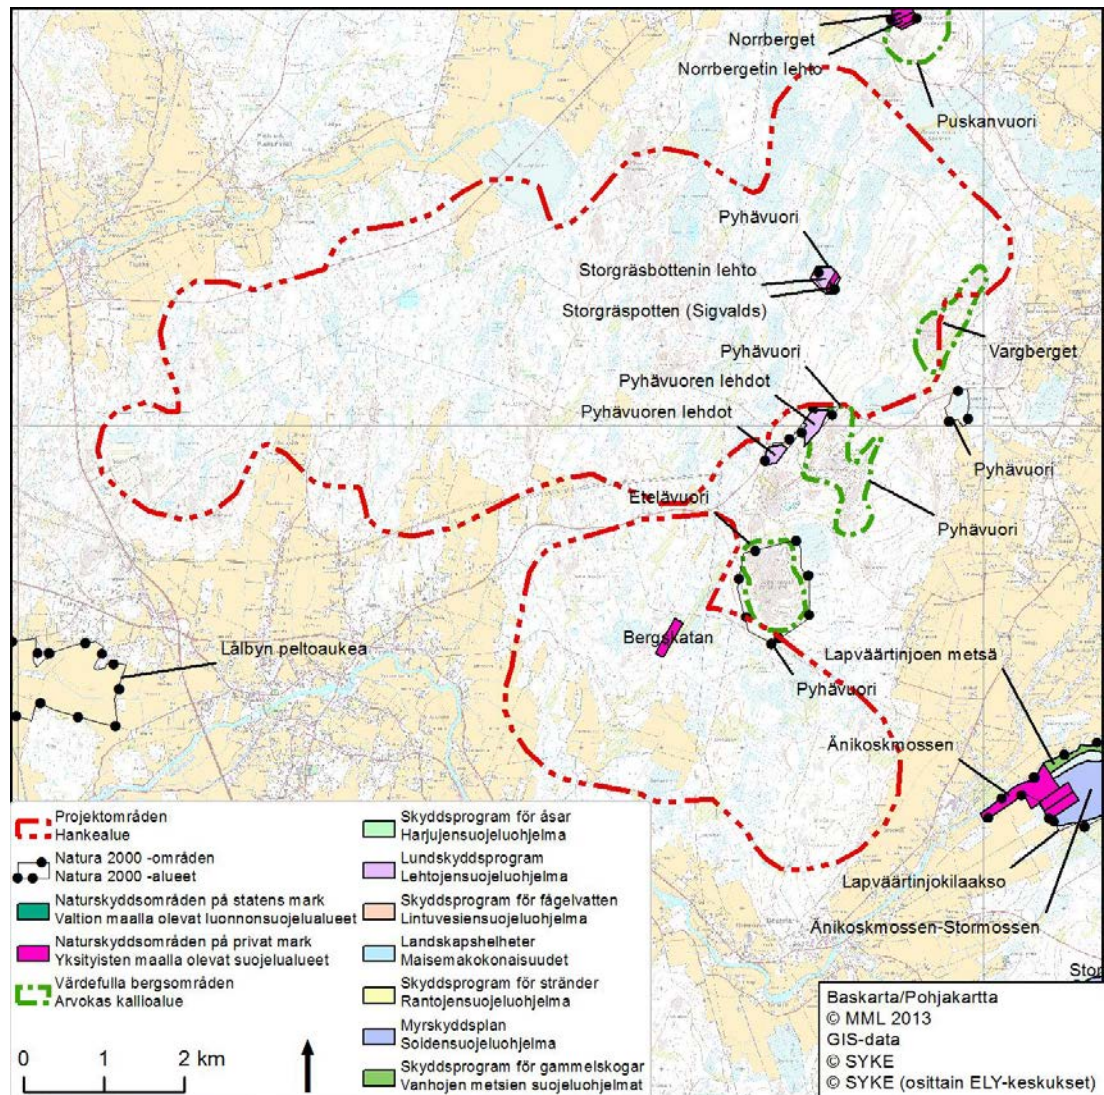 Norrberget
Norrbergetin lehto
Puskanvuori
Pyhävuori
Storgräsbottenin lehto
Storgräspotten (Sigvalds)
Pyhävuori
Vargberget
Pyhävuoren lehdot
Pyhävuoren lehdot
Pyhävuori
Etelävuori
Pyhävuori
Bergskatan
Lålbyn peltoaukea
Lapväärtinjoen metsä
Pyhävuori
Änikoskmossen
Lapväärtinjokilaakso
Änikoskmossen-Stormossen
Stor
Projektområden
Hankealue
Natura 2000 -områden
Natura 2000 -alueet
Naturskyddsområden på statens mark
Valtion maalla olevat luonnonsuojelualueet
Naturskyddsområden på privat mark
Yksityisten maalla olevat suojelualueet
Värdefulla bergsområden
Arvokas kallioalue
0 1 2 km
Skyddsprogram för åsar
Harjujensuojeluohjelma
Lundskyddsprogram
Lehtojensuojeluohjelma
Skyddsprogram för fågelvatten
Lintuvesiensuojeluohjelma
Landskapshelheter
Maisemakokonaisuudet
Skyddsprogram för stränder
Rantojensuojeluohjelma
Myrskyddsplan
Soidensuojeluohjelma
Skyddsprogram för gammelskogar
Vanhojen metsien suojeluohjelmat
Baskarta/Pohjakartta
© MML 2013
GIS-data
© SYKE
© SYKE (osittain ELY-keskukset)